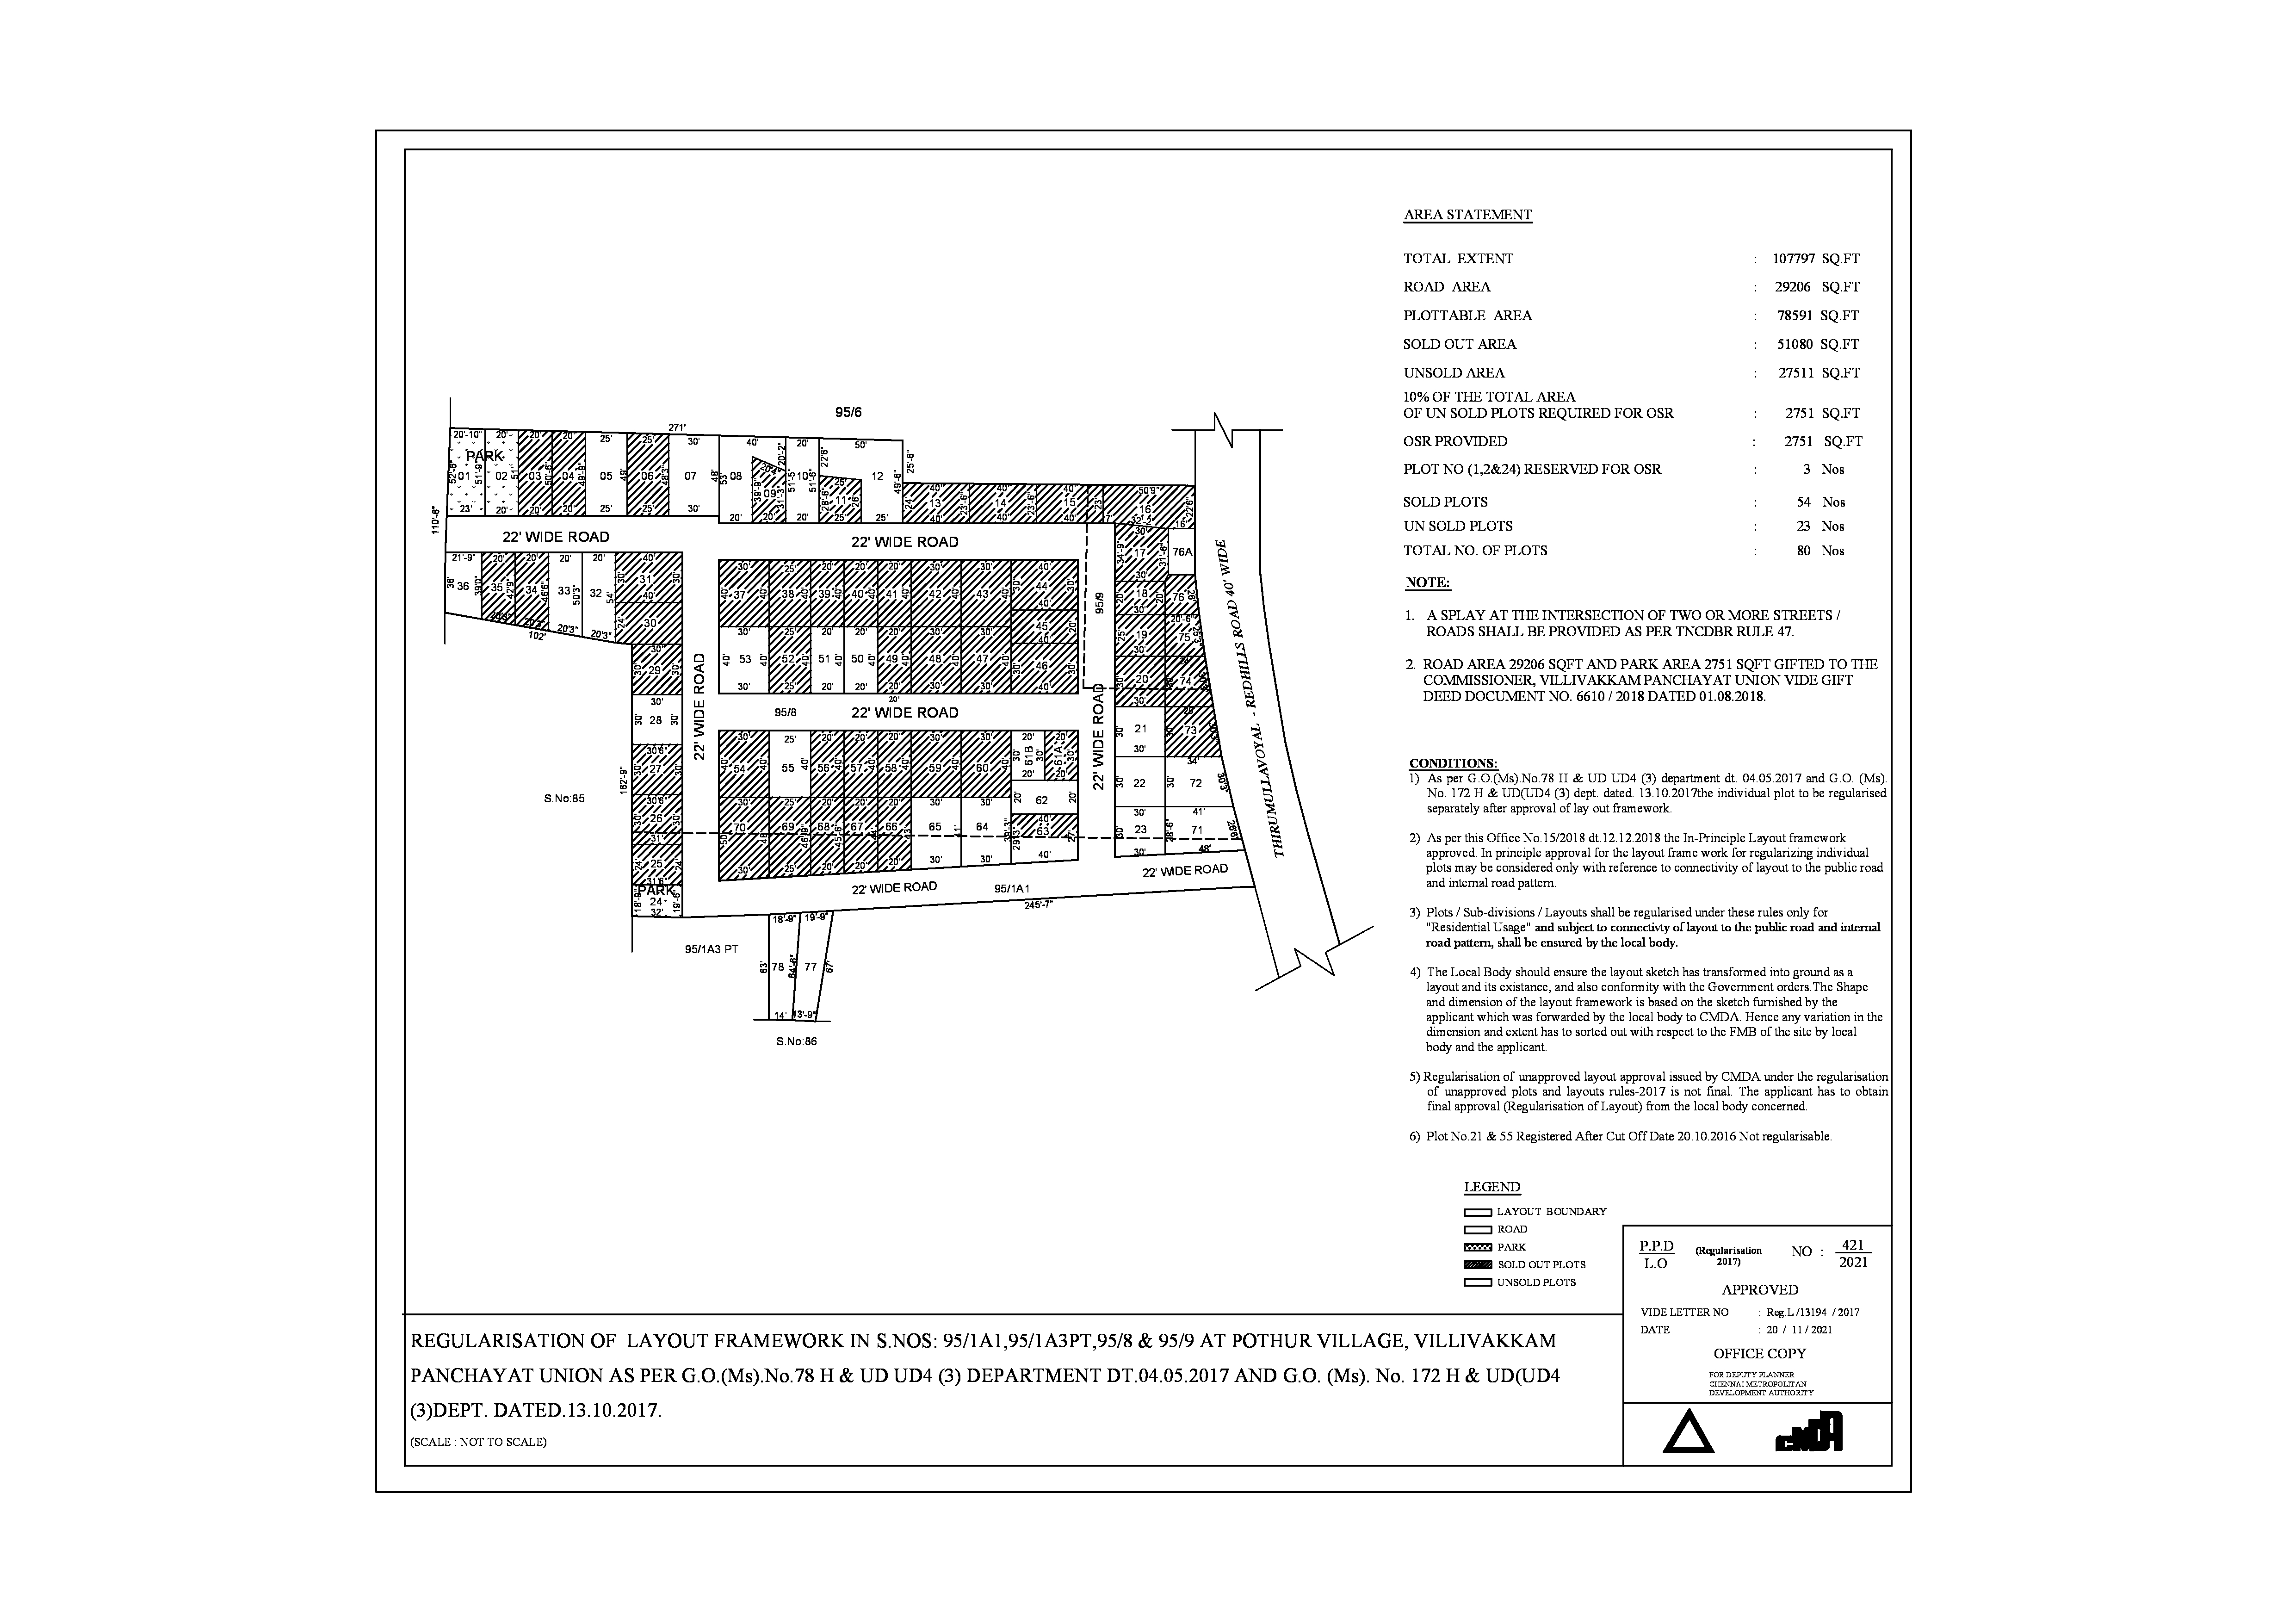 AREA STATEMENT
TOTAL EXTENT : 107797 SQ.FT
ROAD AREA : 29206 SQ.FT
PLOTTABLE AREA : 78591 SQ.FT
SOLD OUT AREA : 51080 SQ.FT
UNSOLD AREA : 27511 SQ.FT
10% OF THE TOTAL AREA
OF UN SOLD PLOTS REQUIRED FOR OSR : 2751 SQ.FT
OSR PROVIDED : 2751 SQ.FT
PLOT NO (1,2&24) RESERVED FOR OSR : 3 Nos
SOLD PLOTS : 54 Nos
UN SOLD PLOTS : 23 Nos
TOTAL NO. OF PLOTS : 80 Nos
NOTE:
1. A SPLAY AT THE INTERSECTION OF TWO OR MORE STREETS /
ROADS SHALL BE PROVIDED AS PER TNCDBR RULE 47.
2. ROAD AREA 29206 SQFT AND PARK AREA 2751 SQFT GIFTED TO THE
COMMISSIONER, VILLIVAKKAM PANCHAYAT UNION VIDE GIFT
DEED DOCUMENT NO. 6610 / 2018 DATED 01.08.2018.
CONDITIONS:
1) As per G.O.(Ms).No.78 H & UD UD4 (3) department dt. 04.05.2017 and G.O. (Ms).
No. 172 H & UD(UD4 (3) dept. dated. 13.10.2017the individual plot to be regularised
separately after approval of lay out framework.
2) As per this Office No.15/2018 dt.12.12.2018 the In-Principle Layout framework
approved. In principle approval for the layout frame work for regularizing individual
plots may be considered only with reference to connectivity of layout to the public road
and internal road pattern.
3) Plots / Sub-divisions / Layouts shall be regularised under these rules only for
"Residential Usage" and subject to connectivty of layout to the public road and internal
road pattern, shall be ensured by the local body.
4) The Local Body should ensure the layout sketch has transformed into ground as a
layout and its existance, and also conformity with the Government orders.The Shape
and dimension of the layout framework is based on the sketch furnished by the
applicant which was forwarded by the local body to CMDA. Hence any variation in the
dimension and extent has to sorted out with respect to the FMB of the site by local
body and the applicant.
5) Regularisation of unapproved layout approval issued by CMDA under the regularisation
of unapproved plots and layouts rules-2017 is not final. The applicant has to obtain
final approval (Regularisation of Layout) from the local body concerned.
6) Plot No.21 & 55 Registered After Cut Off Date 20.10.2016 Not regularisable.
LEGEND
LAYOUT BOUNDARY
ROAD
PARK
SOLD OUT PLOTS
UNSOLD PLOTS
95/6
271'
20'-10" 20' 20' 20' 25' 25' 30' 40' 20' 50'
PARK
01 02 03 04 05 06 07 08 09 10 11 12 13 14 15 16
110'-6"
22' WIDE ROAD
22' WIDE ROAD
36 35 34 33 32 31
30
102'
17 76A
37 38 39 40 41 42 43 44
45
18 76
95/9
53 52 51 50 49 48 47 46
19 75
20 74
29
28
22' WIDE ROAD
95/8
22' WIDE ROAD
22' WIDE ROAD
THIRUMULLAVOYAL - REDHILLS ROAD 40' WIDE
21 73
54 55 56 57 58 59 60 61B 61A
62
27
22 72
S.No:85
162'-9"
26
70 69 68 67 66 65 64 63
23 71
25
PARK
24
22' WIDE ROAD
95/1A1
22' WIDE ROAD
245'-7"
18'-9" 19'-9"
95/1A3 PT
63' 78 64'-6" 77 67'
14' 13'-9"
S.No:86
P.P.D
L.O
(Regularisation
2017)
NO : 421
2021
APPROVED
VIDE LETTER NO : Reg.L /13194 / 2017
DATE : 20 / 11 / 2021
OFFICE COPY
FOR DEPUTY PLANNER
CHENNAI METROPOLITAN
DEVELOPMENT AUTHORITY
CMDA
REGULARISATION OF LAYOUT FRAMEWORK IN S.NOS: 95/1A1,95/1A3PT,95/8 & 95/9 AT POTHUR VILLAGE, VILLIVAKKAM
PANCHAYAT UNION AS PER G.O.(Ms).No.78 H & UD UD4 (3) DEPARTMENT DT.04.05.2017 AND G.O. (Ms). No. 172 H & UD(UD4
(3)DEPT. DATED.13.10.2017.
(SCALE : NOT TO SCALE)